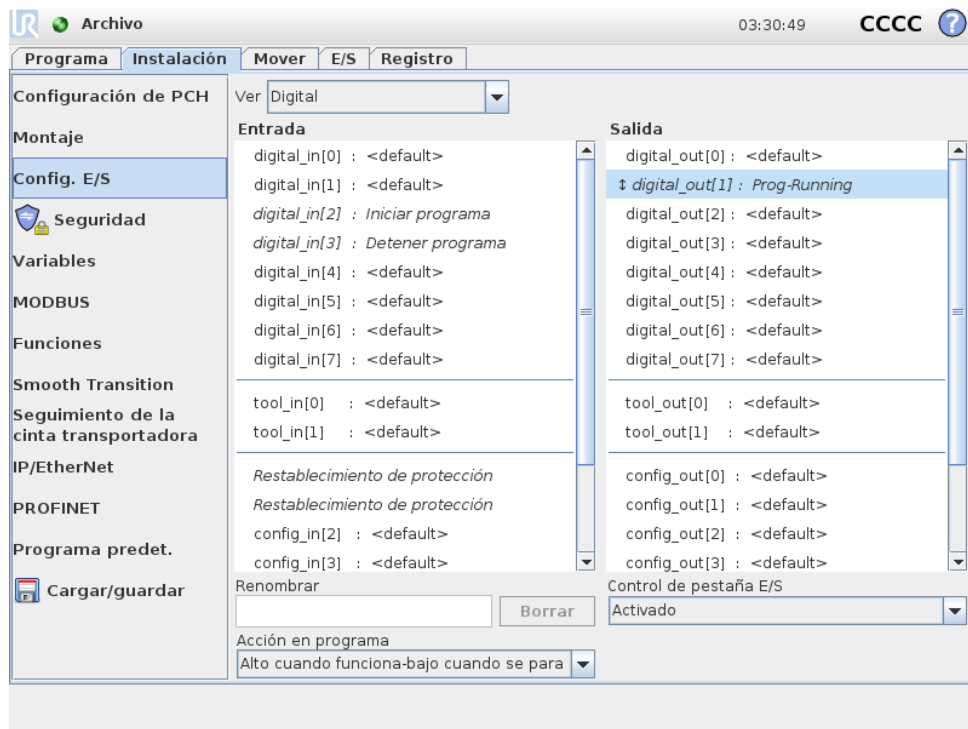 UR Archivo 03:30:49 CCCC ?
Programa Instalación Mover E/S Registro
Configuración de PCH
Montaje
Config. E/S
Seguridad
Variables
MODBUS
Funciones
Smooth Transition
Seguimiento de la
cinta transportadora
IP/EtherNet
PROFINET
Programa predet.
Cargar/guardar
Ver Digital
Entrada
digital_in[0] : <default>
digital_in[1] : <default>
digital_in[2] : Iniciar programa
digital_in[3] : Detener programa
digital_in[4] : <default>
digital_in[5] : <default>
digital_in[6] : <default>
digital_in[7] : <default>
tool_in[0] : <default>
tool_in[1] : <default>
Restablecimiento de protección
Restablecimiento de protección
config_in[2] : <default>
config_in[3] : <default>
Renombrar
Borrar
Acción en programa
Alto cuando funciona-bajo cuando se para
Salida
digital_out[0] : <default>
↕ digital_out[1] : Prog-Running
digital_out[2] : <default>
digital_out[3] : <default>
digital_out[4] : <default>
digital_out[5] : <default>
digital_out[6] : <default>
digital_out[7] : <default>
tool_out[0] : <default>
tool_out[1] : <default>
config_out[0] : <default>
config_out[1] : <default>
config_out[2] : <default>
config_out[3] : <default>
Control de pestaña E/S
Activado